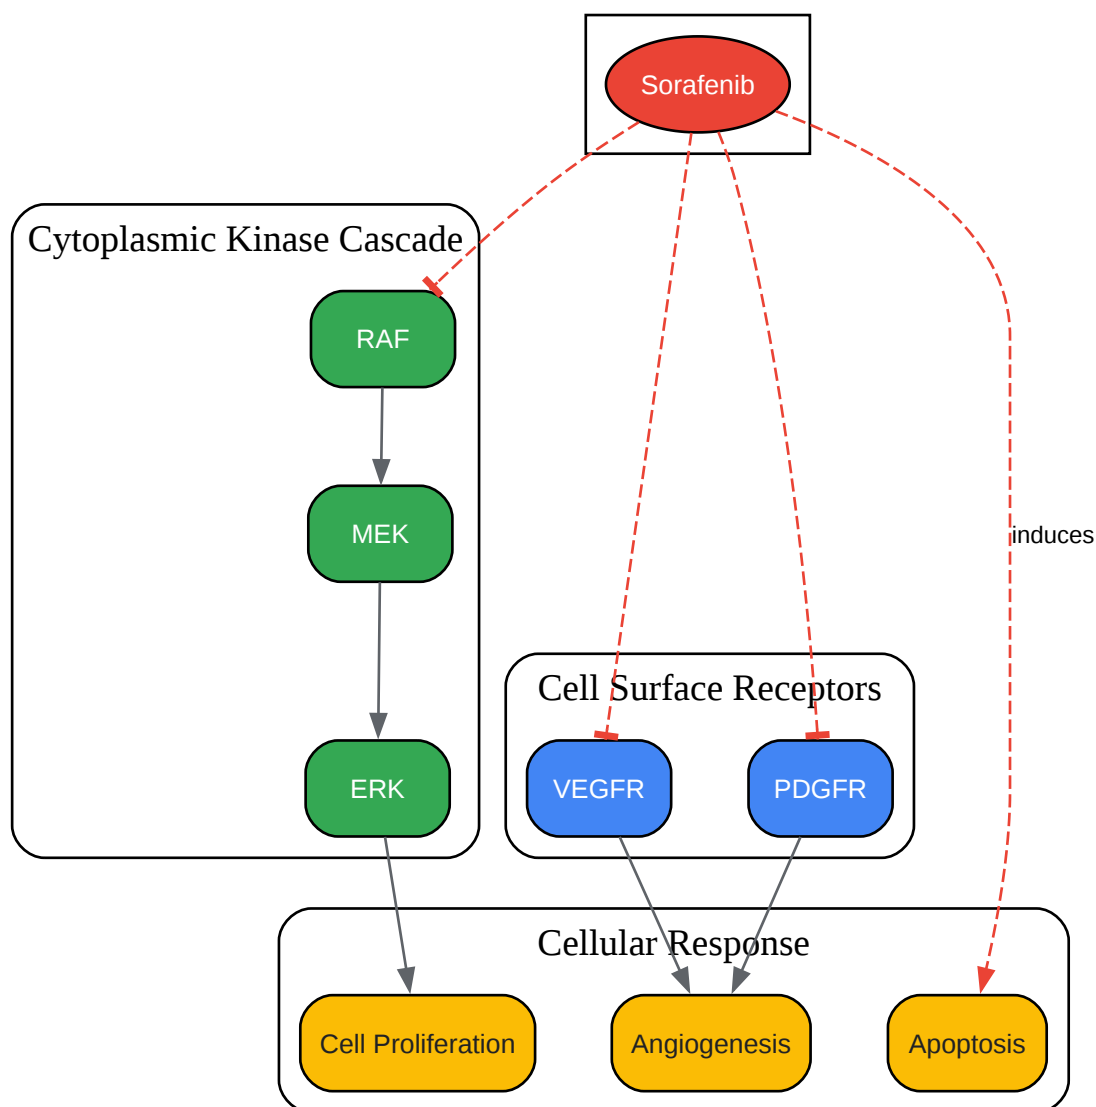 Sorafenib
Cytoplasmic Kinase Cascade
RAF
MEK
induces
Cell Surface Receptors
ERK
VEGFR
PDGFR
Cellular Response
Cell Proliferation
Angiogenesis
Apoptosis